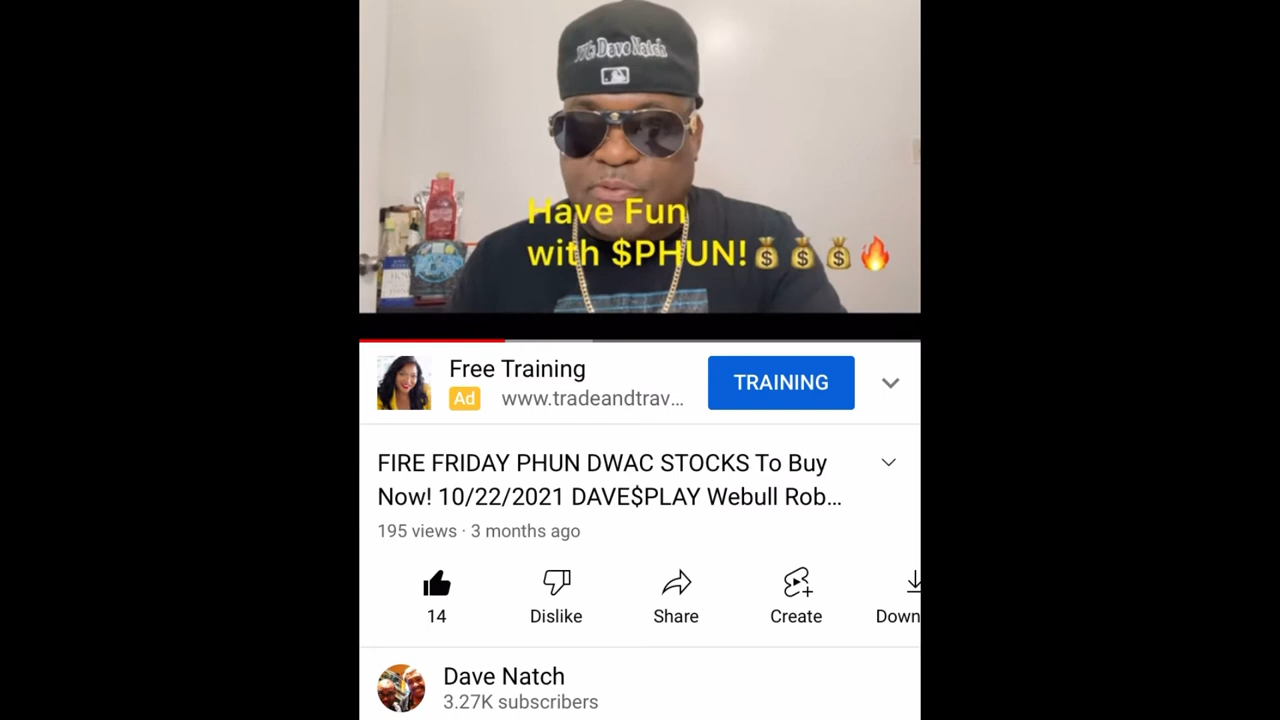 Mr. Dave Natch
Have Fun
with $PHUN!💰💰💰🔥
Free Training
TRAINING
Ad www.tradeandtrav...
FIRE FRIDAY PHUN DWAC STOCKS To Buy
Now! 10/22/2021 DAVE$PLAY Webull Rob...
195 views · 3 months ago
14
Dislike
Share
Create
Down
Dave Natch
3.27K subscribers